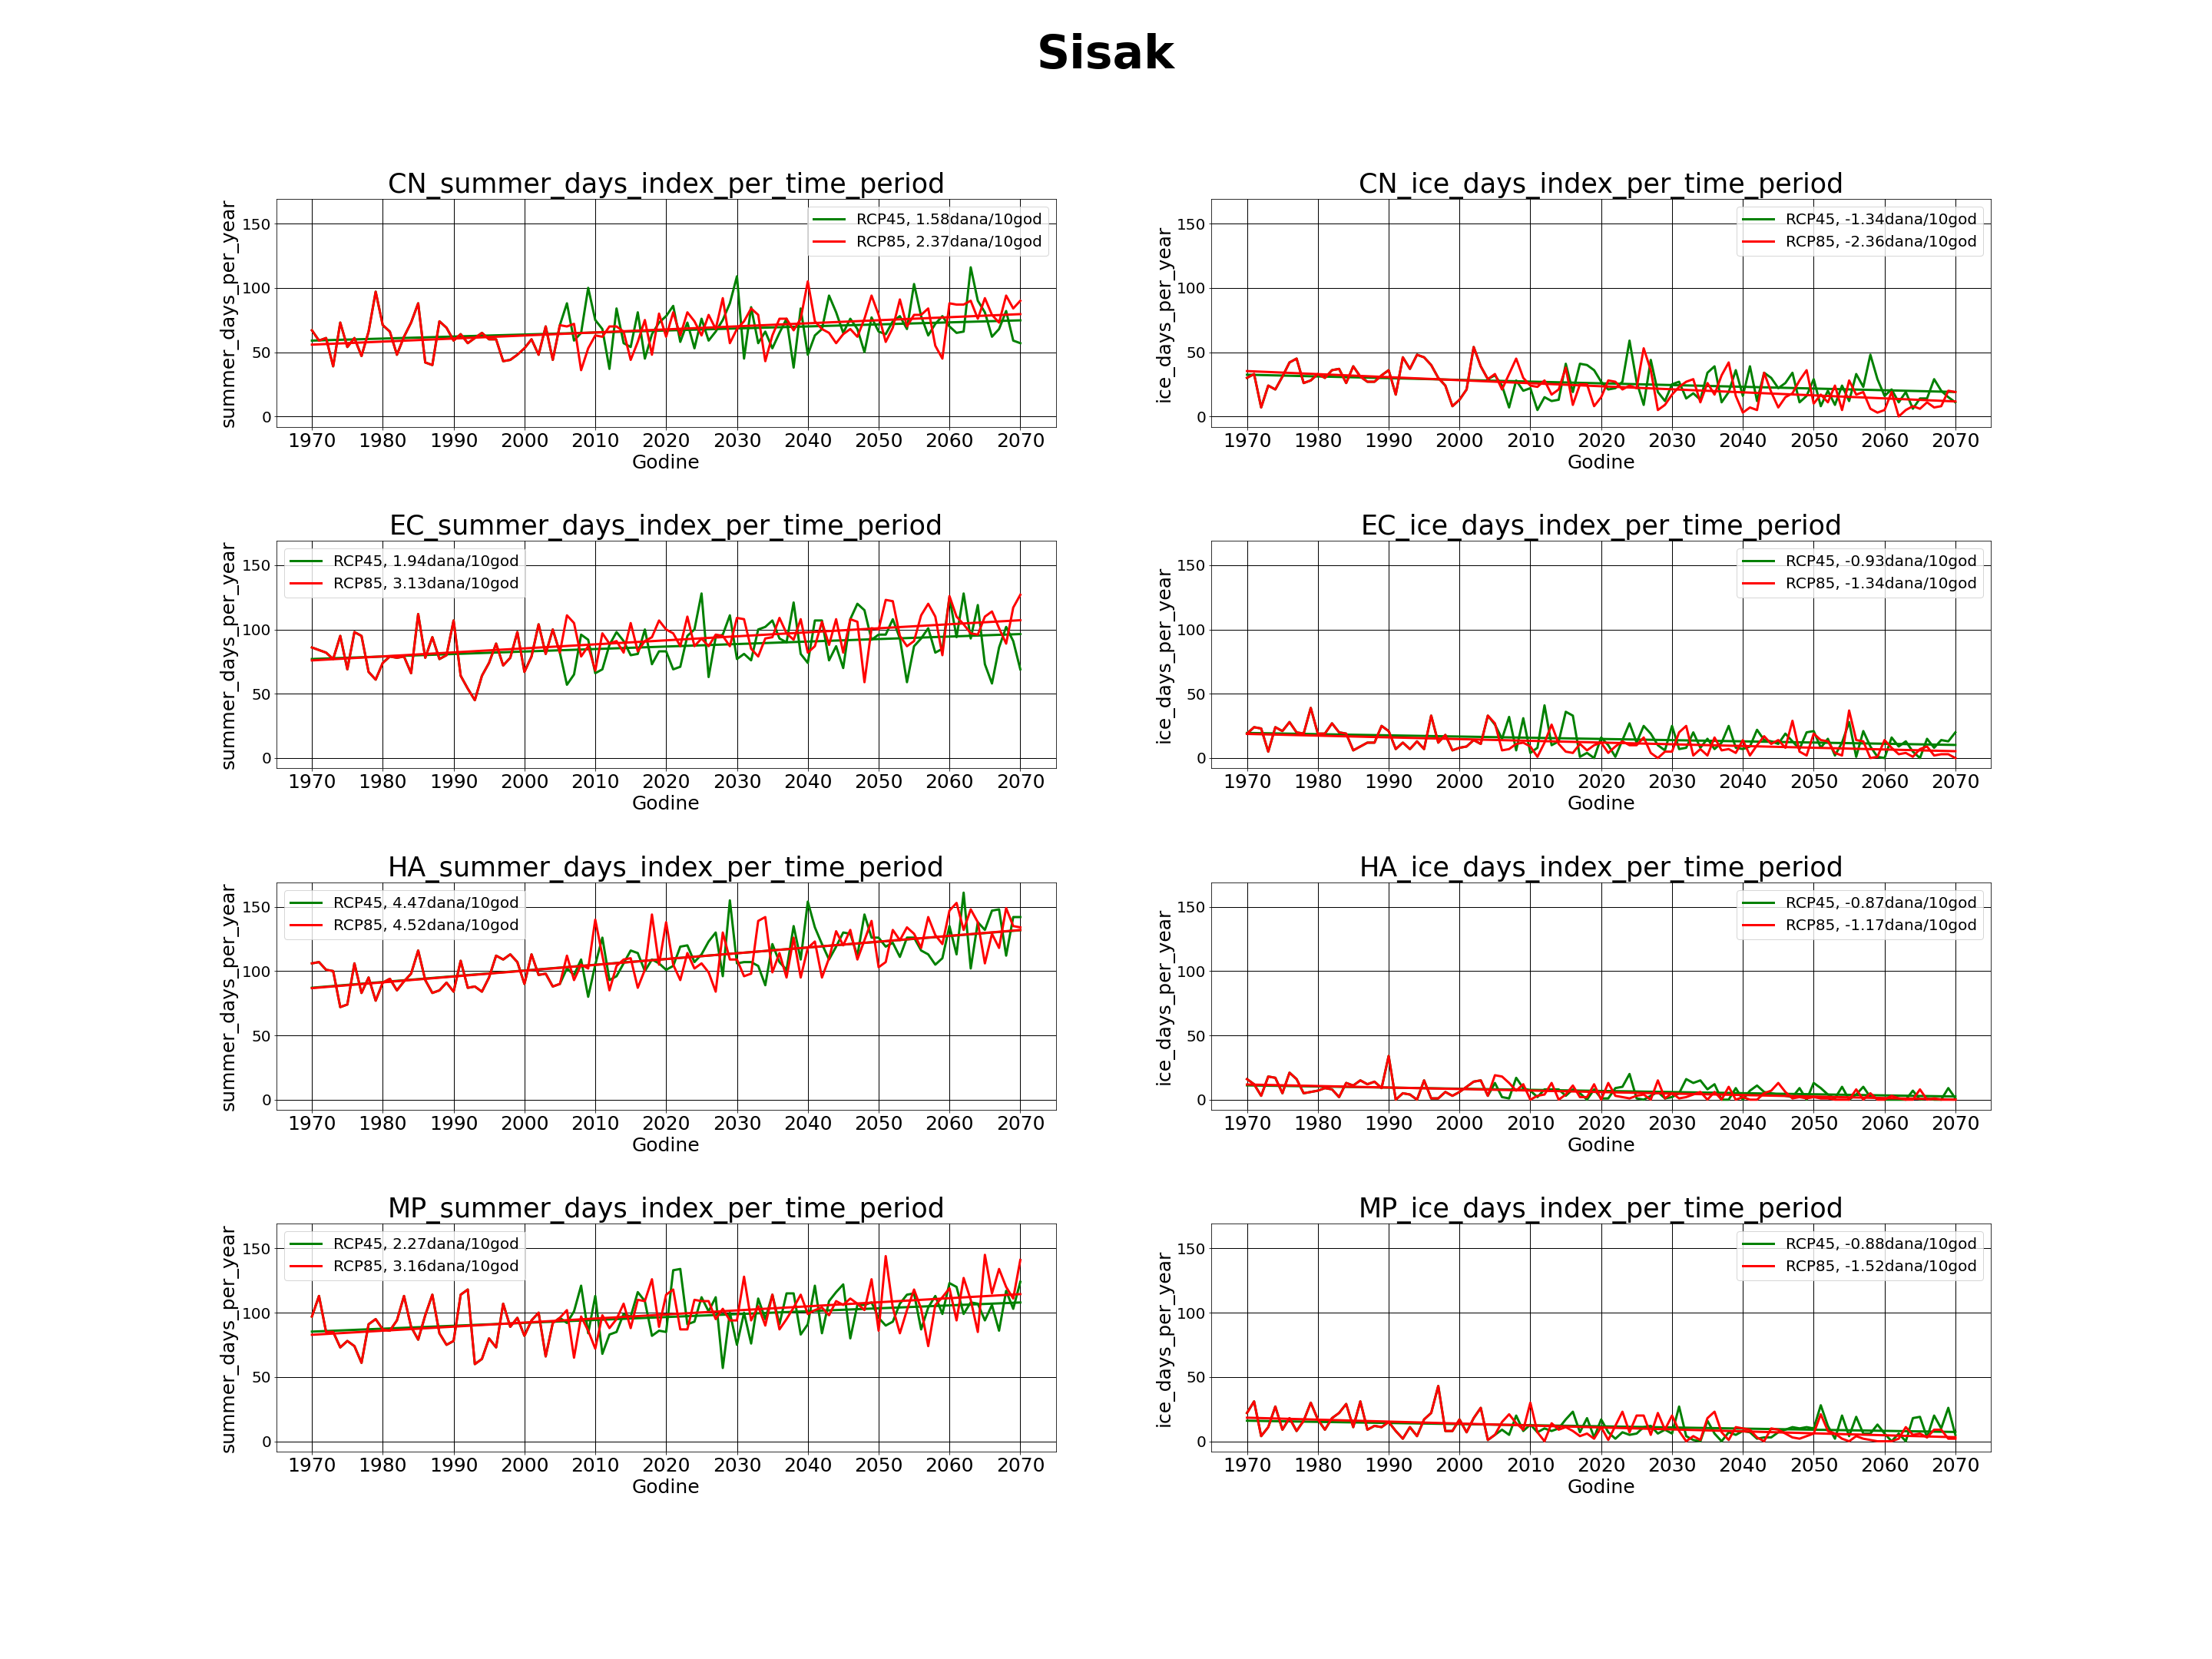 Sisak
CN_summer_days_index_per_time_period
summer_days_per_year
150
100
50
0
RCP45, 1.58dana/10god
RCP85, 2.37dana/10god
1970 1980 1990 2000 2010 2020 2030 2040 2050 2060 2070
Godine
CN_ice_days_index_per_time_period
ice_days_per_year
150
100
50
0
RCP45, -1.34dana/10god
RCP85, -2.36dana/10god
1970 1980 1990 2000 2010 2020 2030 2040 2050 2060 2070
Godine
EC_summer_days_index_per_time_period
summer_days_per_year
150
100
50
0
RCP45, 1.94dana/10god
RCP85, 3.13dana/10god
1970 1980 1990 2000 2010 2020 2030 2040 2050 2060 2070
Godine
EC_ice_days_index_per_time_period
ice_days_per_year
150
100
50
0
RCP45, -0.93dana/10god
RCP85, -1.34dana/10god
1970 1980 1990 2000 2010 2020 2030 2040 2050 2060 2070
Godine
HA_summer_days_index_per_time_period
summer_days_per_year
150
100
50
0
RCP45, 4.47dana/10god
RCP85, 4.52dana/10god
1970 1980 1990 2000 2010 2020 2030 2040 2050 2060 2070
Godine
HA_ice_days_index_per_time_period
ice_days_per_year
150
100
50
0
RCP45, -0.87dana/10god
RCP85, -1.17dana/10god
1970 1980 1990 2000 2010 2020 2030 2040 2050 2060 2070
Godine
MP_summer_days_index_per_time_period
summer_days_per_year
150
100
50
0
RCP45, 2.27dana/10god
RCP85, 3.16dana/10god
1970 1980 1990 2000 2010 2020 2030 2040 2050 2060 2070
Godine
MP_ice_days_index_per_time_period
ice_days_per_year
150
100
50
0
RCP45, -0.88dana/10god
RCP85, -1.52dana/10god
1970 1980 1990 2000 2010 2020 2030 2040 2050 2060 2070
Godine